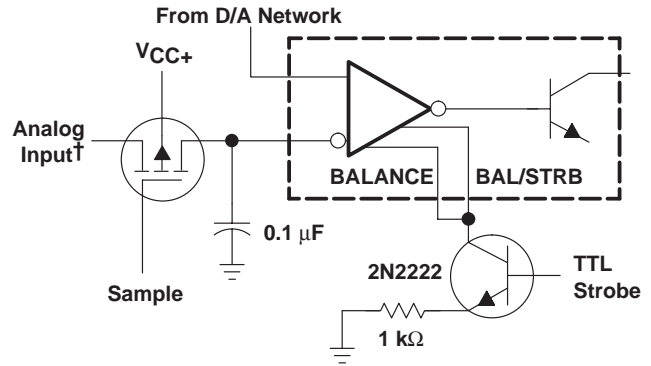 From D/A Network
VCC+
Analog
Input†
BALANCE
BAL/STRB
0.1 μF
2N2222
TTL
Strobe
Sample
1 kΩ